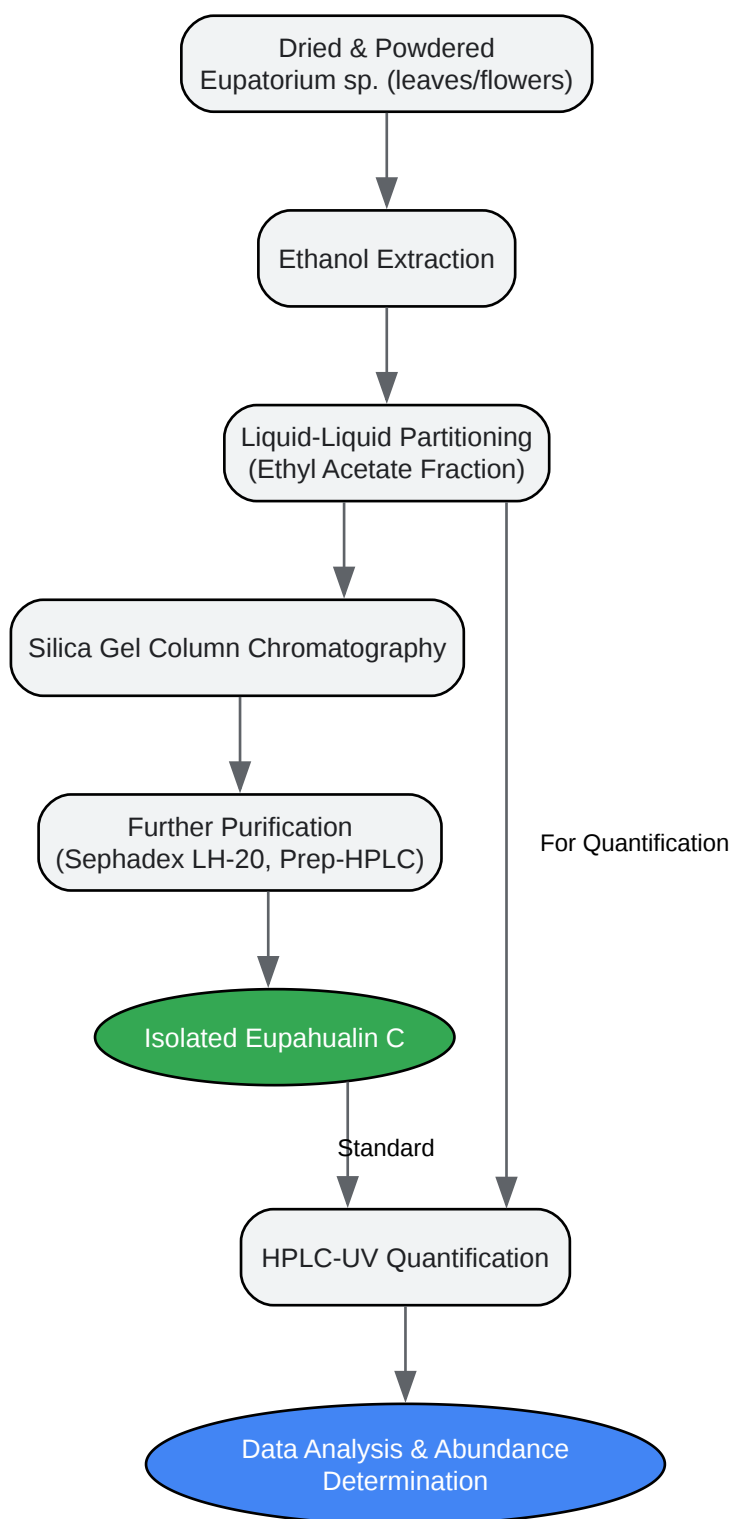 Dried & Powdered
Eupatorium sp. (leaves/flowers)
Ethanol Extraction
Liquid-Liquid Partitioning
(Ethyl Acetate Fraction)
Silica Gel Column Chromatography
Further Purification
(Sephadex LH-20, Prep-HPLC)
For Quantification
Isolated Eupahualin C
Standard
HPLC-UV Quantification
Data Analysis & Abundance
Determination